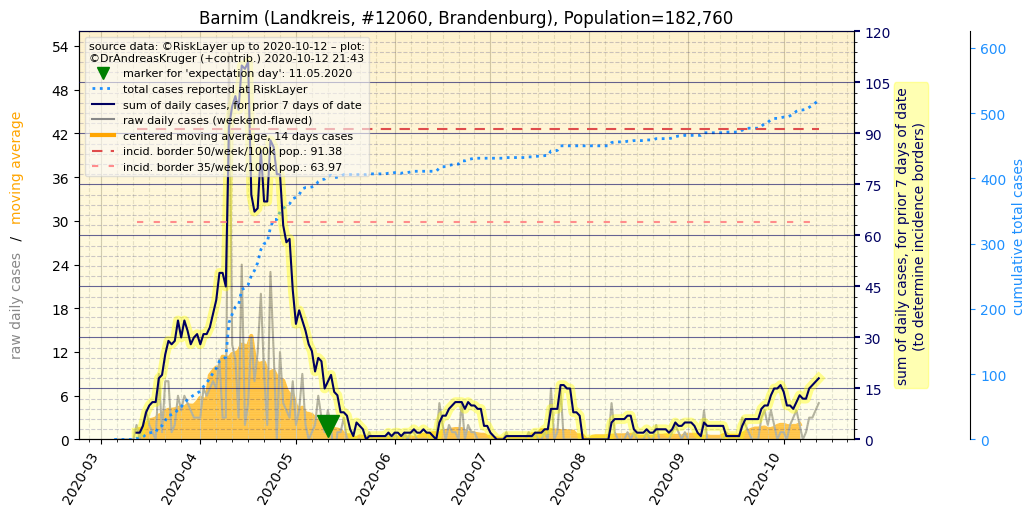 Barnim (Landkreis, #12060, Brandenburg), Population=182,760
source data: ©RiskLayer up to 2020-10-12 – plot:
©DrAndreasKruger (+contrib.) 2020-10-12 21:43
marker for 'expectation day': 11.05.2020
total cases reported at RiskLayer
sum of daily cases, for prior 7 days of date
raw daily cases (weekend-flawed)
centered moving average, 14 days cases
incid. border 50/week/100k pop.: 91.38
incid. border 35/week/100k pop.: 63.97
raw daily cases / moving average
54
48
42
36
30
24
18
12
6
0
120
105
90
75
60
45
30
15
0
sum of daily cases, for prior 7 days of date
(to determine incidence borders)
600
500
400
300
200
100
0
cumulative total cases
2020-03
2020-04
2020-05
2020-06
2020-07
2020-08
2020-09
2020-10